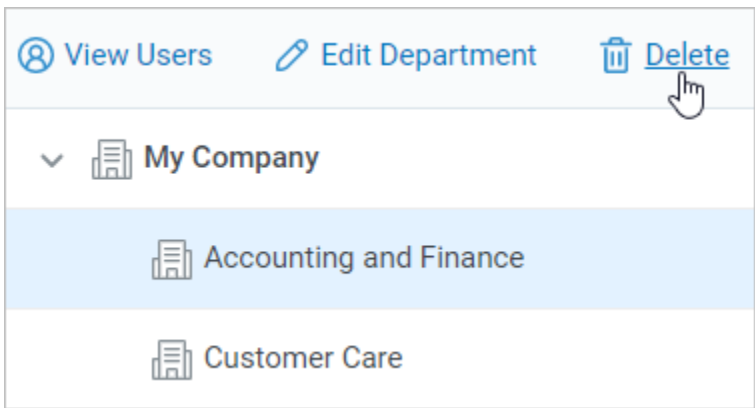 View Users Edit Department Delete
My Company
Accounting and Finance
Customer Care